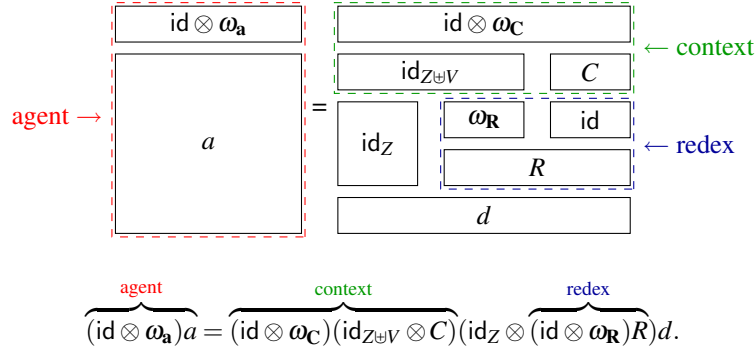 id ⊗ ω_a
id ⊗ ω_C
← context
id_{Z⊎V}
C
agent →
a
=
id_Z
ω_R
id
← redex
R
d
agent
context
redex
(id ⊗ ω_a)a = (id ⊗ ω_C)(id_{Z⊎V} ⊗ C)(id_Z ⊗ (id ⊗ ω_R)R)d.